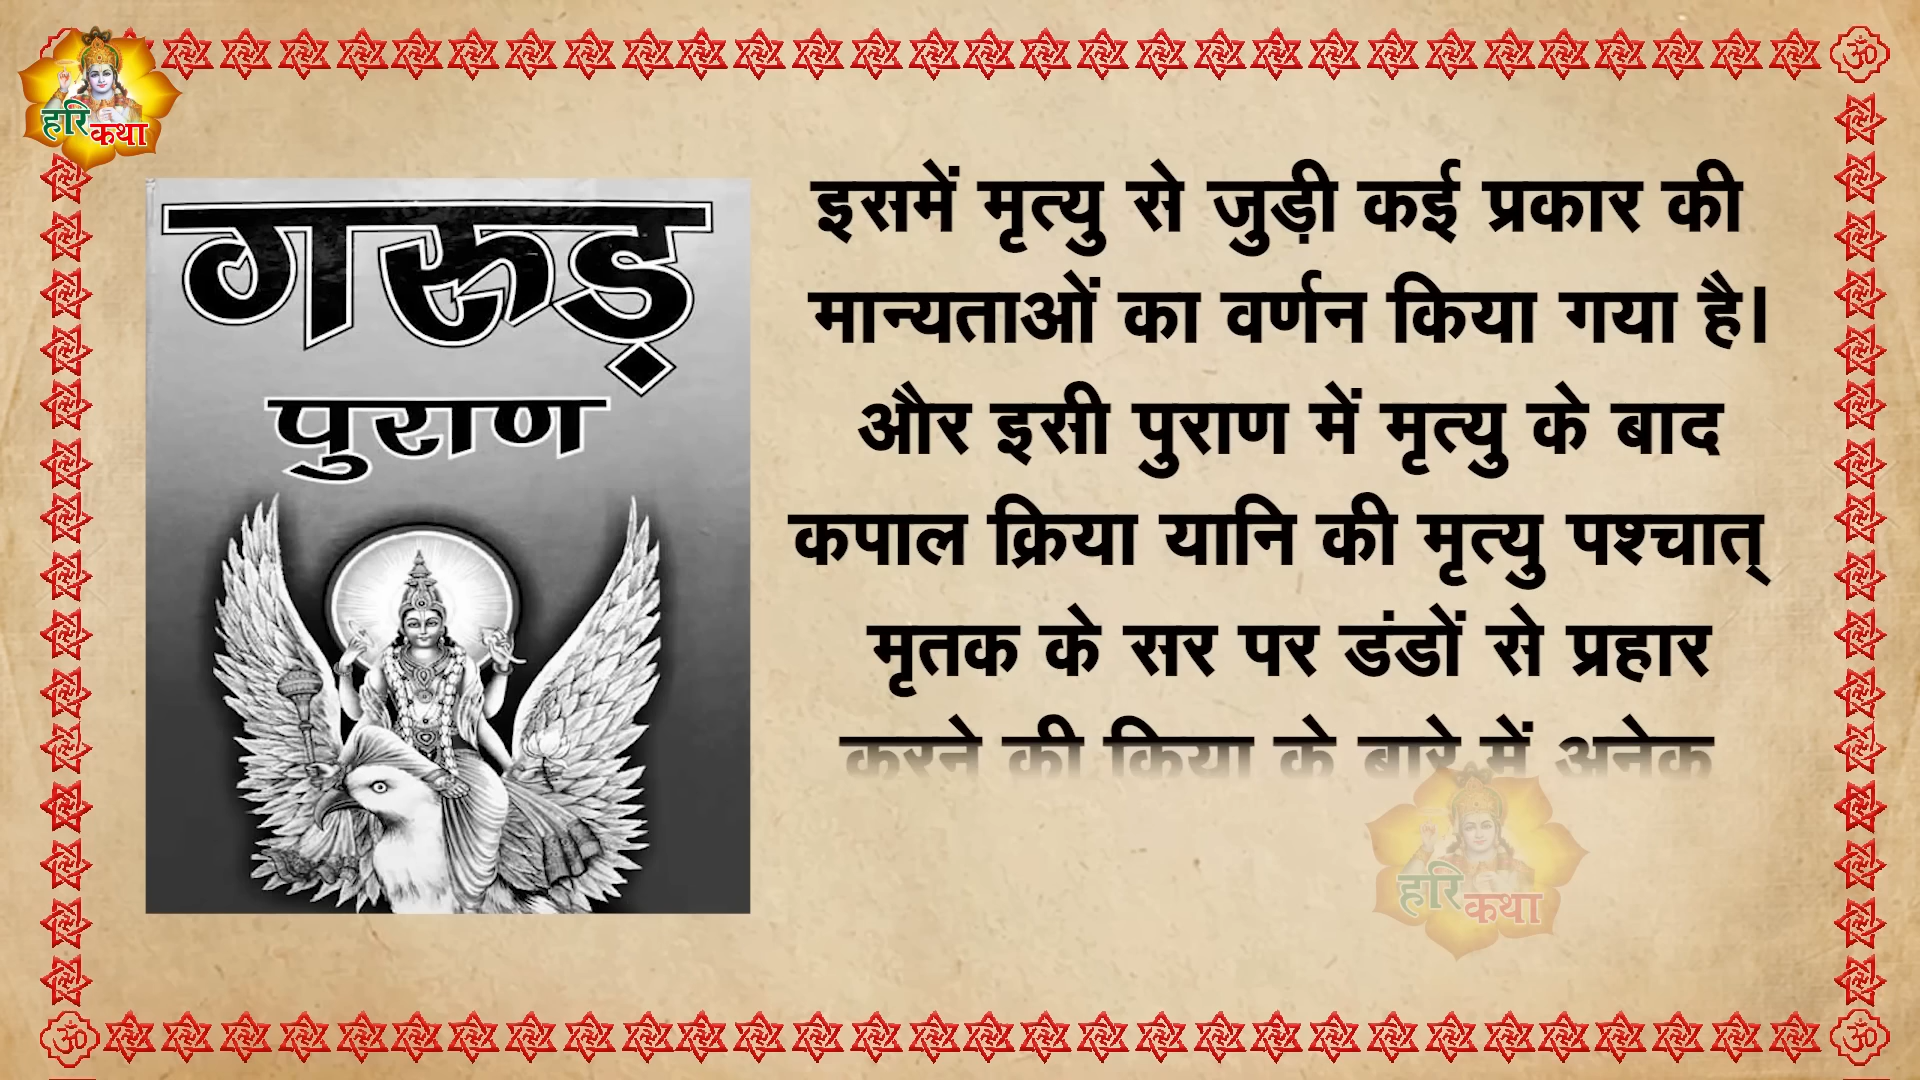 हरि कथा
गरुड़
पुराण
इसमें मृत्यु से जुड़ी कई प्रकार की
मान्यताओं का वर्णन किया गया है।
और इसी पुराण में मृत्यु के बाद
कपाल क्रिया यानि की मृत्यु पश्चात्
मृतक के सर पर डंडों से प्रहार
करने की क्रिया के बारे में अनेक
हरि कथा